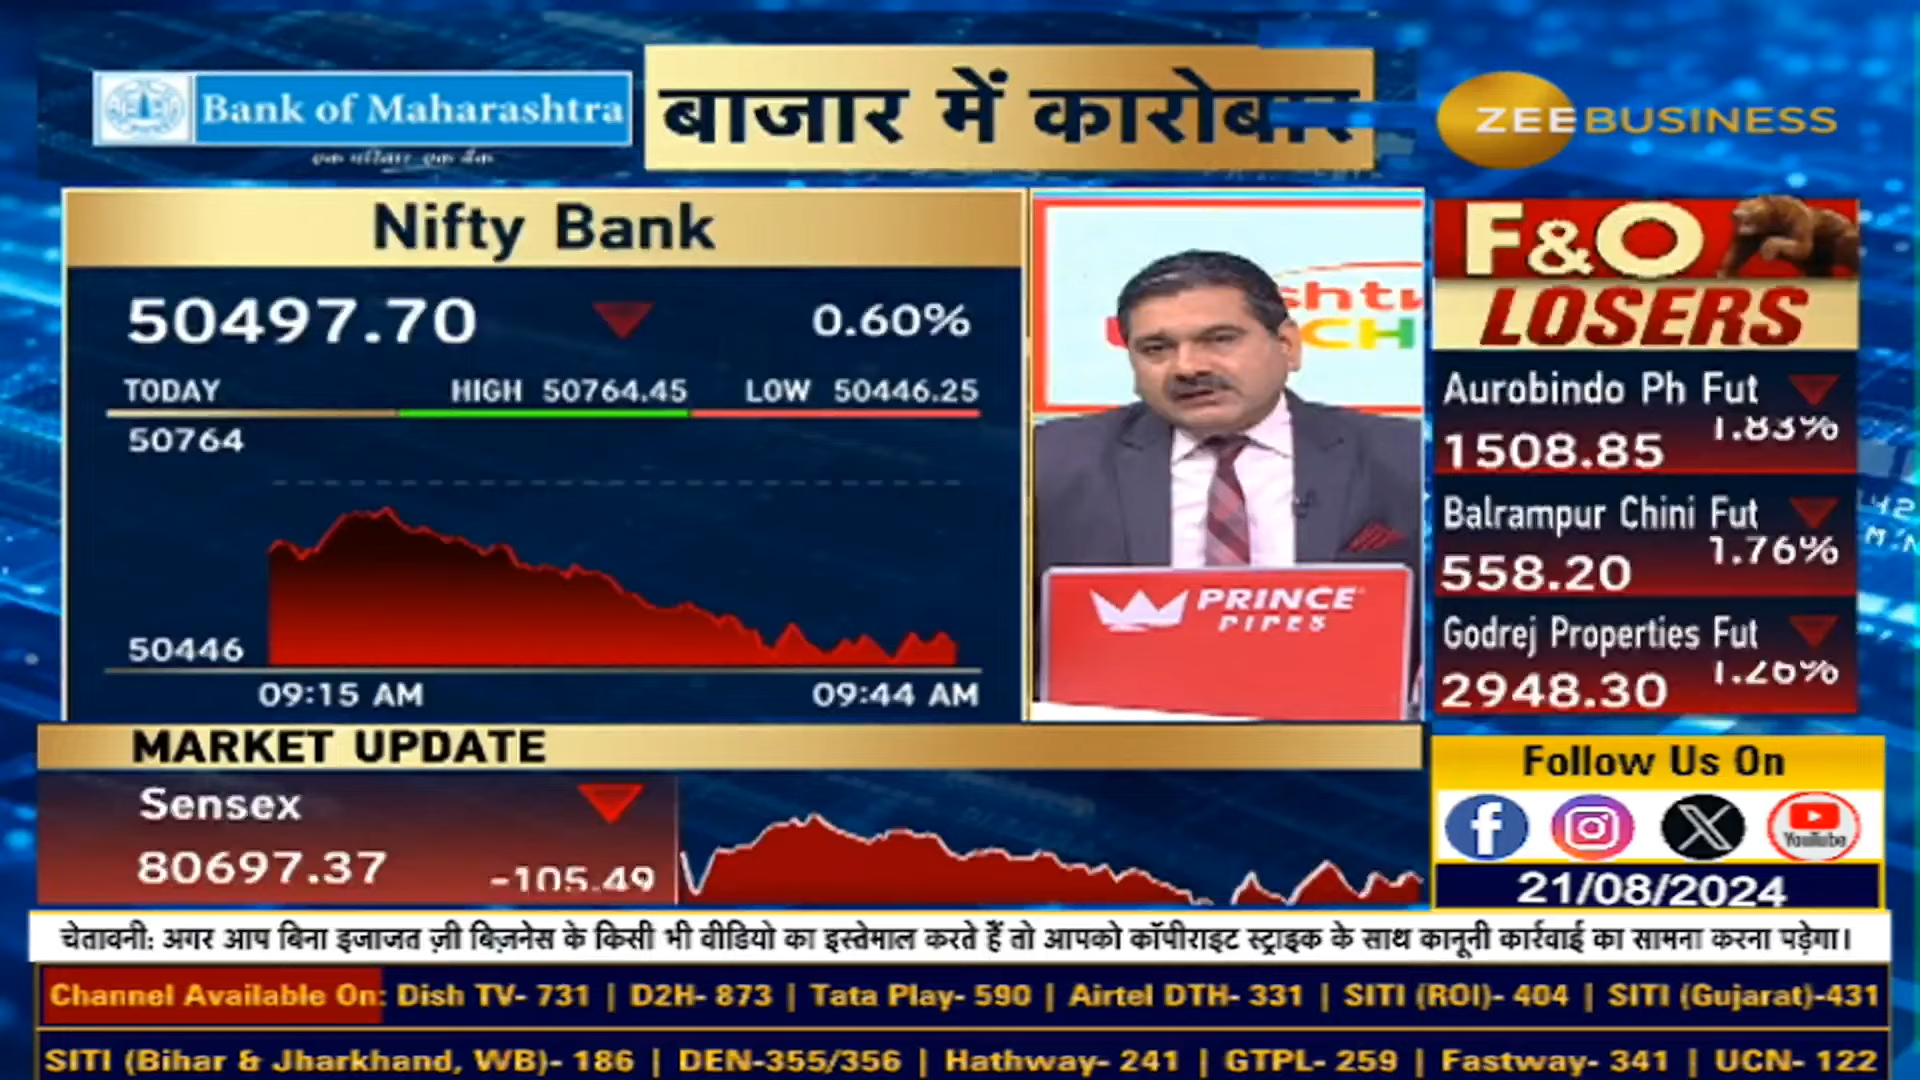 Bank of Maharashtra
एक परिवार एक बैंक
बाजार में कारोबार
ZEEBUSINESS
Nifty Bank
50497.70 0.60%
TODAY HIGH 50764.45 LOW 50446.25
50764
50446
09:15 AM 09:44 AM
PRINCE
PIPES
F&O
LOSERS
Aurobindo Ph Fut
1508.85 1.83%
Balrampur Chini Fut
558.20 1.76%
Godrej Properties Fut
2948.30 1.26%
MARKET UPDATE
Sensex
80697.37 -105.49
Follow Us On
YouTube
21/08/2024
चेतावनी: अगर आप बिना इजाजत ज़ी बिज़नेस के किसी भी वीडियो का इस्तेमाल करते हैं तो आपको कॉपीराइट स्ट्राइक के साथ कानूनी कार्रवाई का सामना करना पड़ेगा।
Channel Available On: Dish TV- 731 | D2H- 873 | Tata Play- 590 | Airtel DTH- 331 | SITI (ROI)- 404 | SITI (Gujarat)-431
SITI (Bihar & Jharkhand, WB)- 186 | DEN-355/356 | Hathway- 241 | GTPL- 259 | Fastway- 341 | UCN- 122